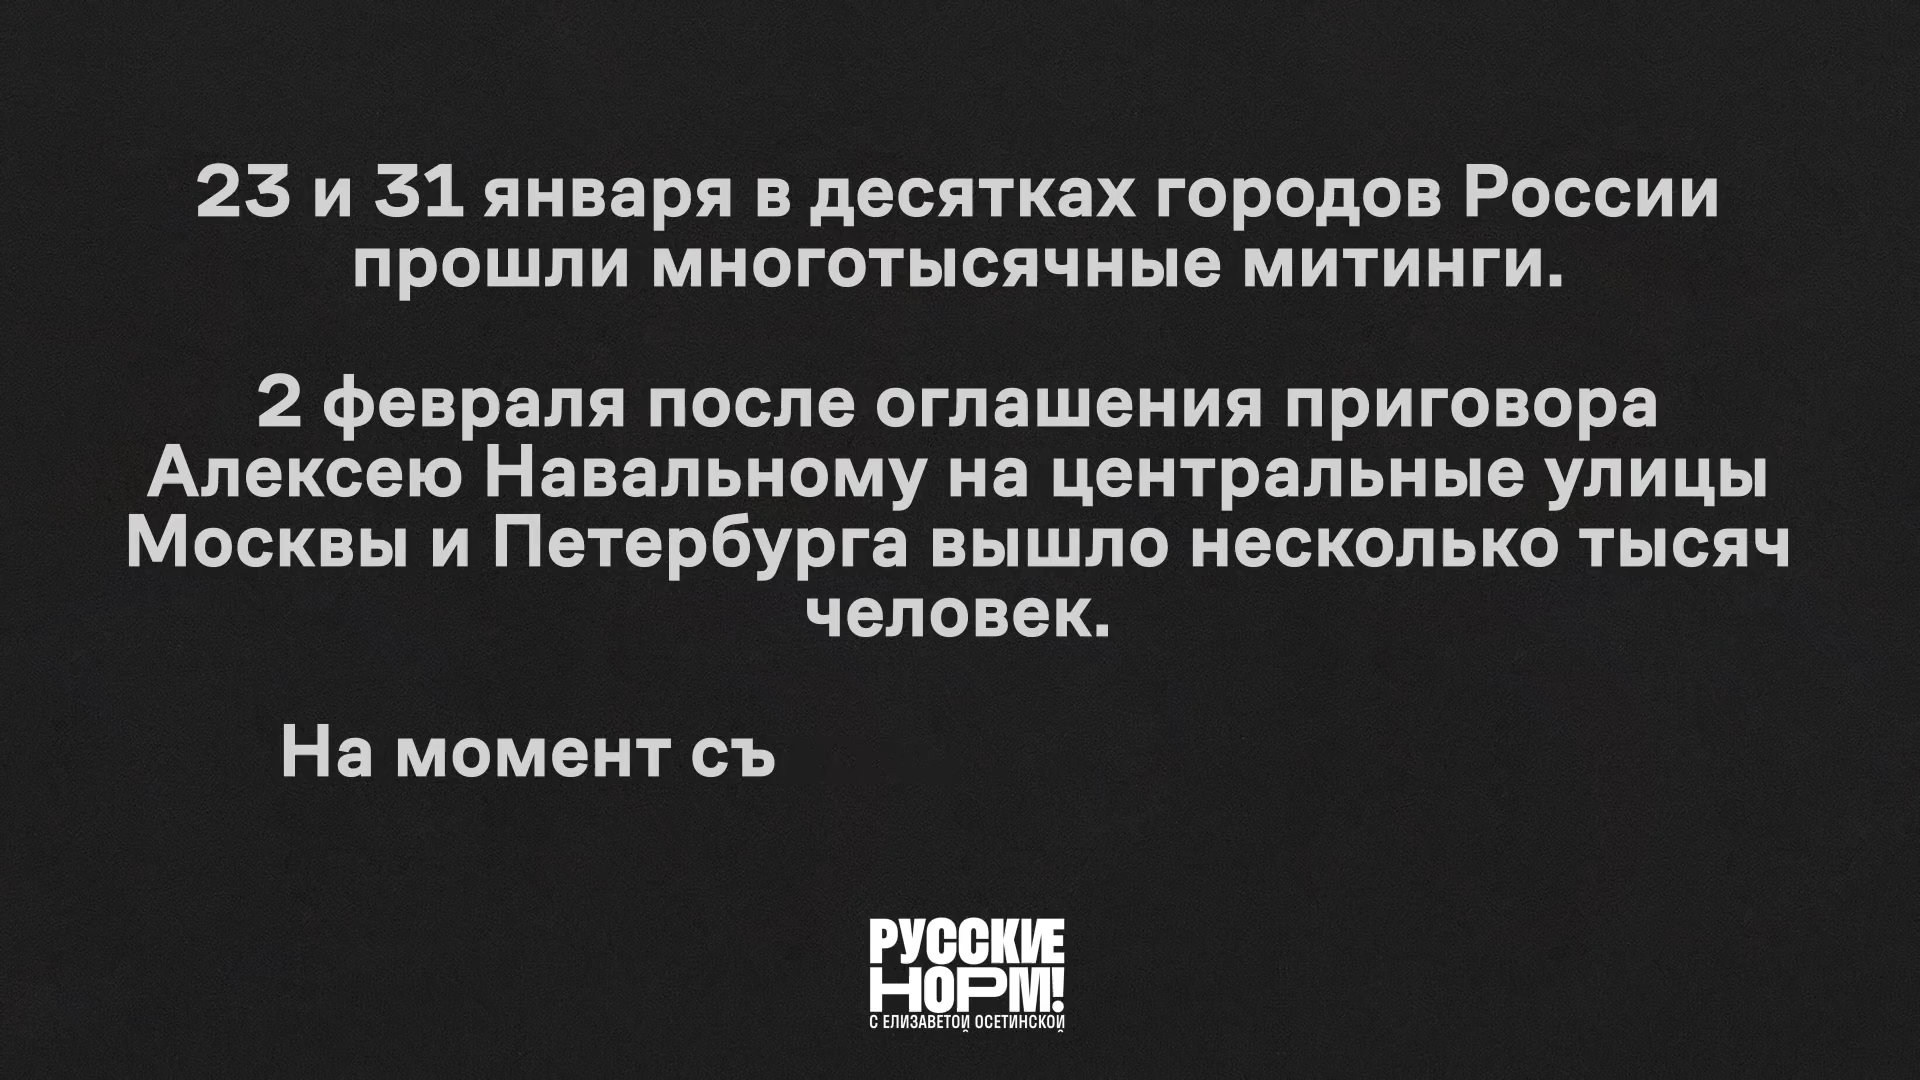 23 и 31 января в десятках городов России
прошли многотысячные митинги.
2 февраля после оглашения приговора
Алексею Навальному на центральные улицы
Москвы и Петербурга вышло несколько тысяч
человек.
На момент съ
РУССКИЕ
НОРМ!
С ЕЛИЗАВЕТОЙ ОСЕТИНСКОЙ